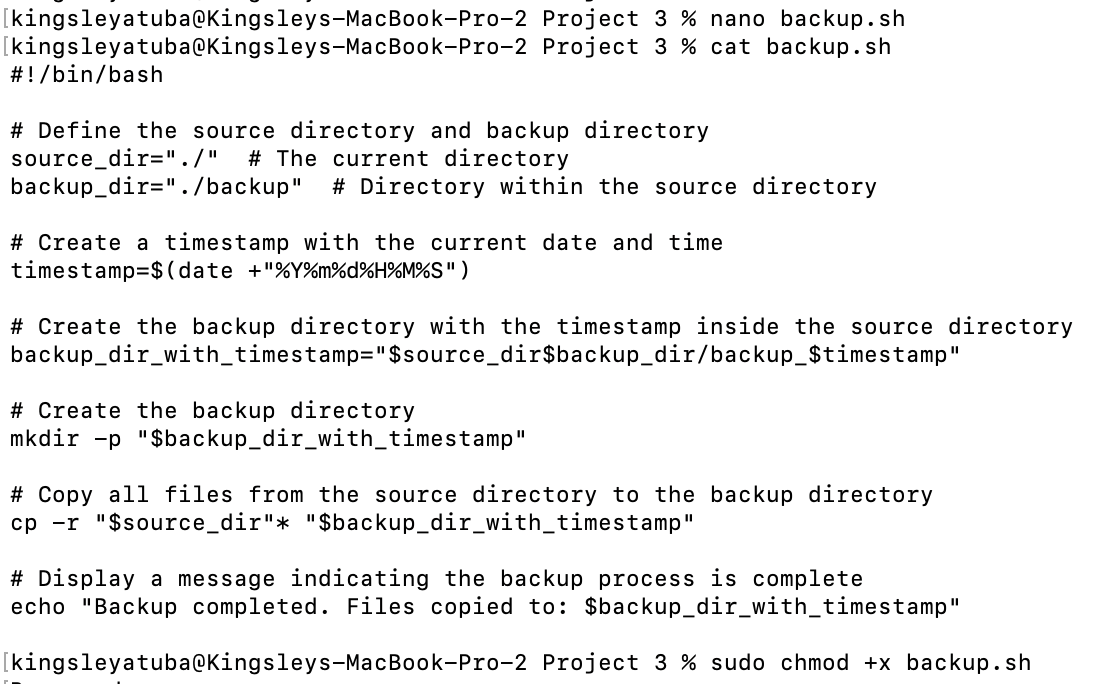 [kingsleyatuba@Kingsleys-MacBook-Pro-2 Project 3 % nano backup.sh
[kingsleyatuba@Kingsleys-MacBook-Pro-2 Project 3 % cat backup.sh
#!/bin/bash
# Define the source directory and backup directory
source_dir="./"  # The current directory
backup_dir="./backup"  # Directory within the source directory
# Create a timestamp with the current date and time
timestamp=$(date +"%Y%m%d%H%M%S")
# Create the backup directory with the timestamp inside the source directory
backup_dir_with_timestamp="$source_dir$backup_dir/backup_$timestamp"
# Create the backup directory
mkdir -p "$backup_dir_with_timestamp"
# Copy all files from the source directory to the backup directory
cp -r "$source_dir"* "$backup_dir_with_timestamp"
# Display a message indicating the backup process is complete
echo "Backup completed. Files copied to: $backup_dir_with_timestamp"
[kingsleyatuba@Kingsleys-MacBook-Pro-2 Project 3 % sudo chmod +x backup.sh